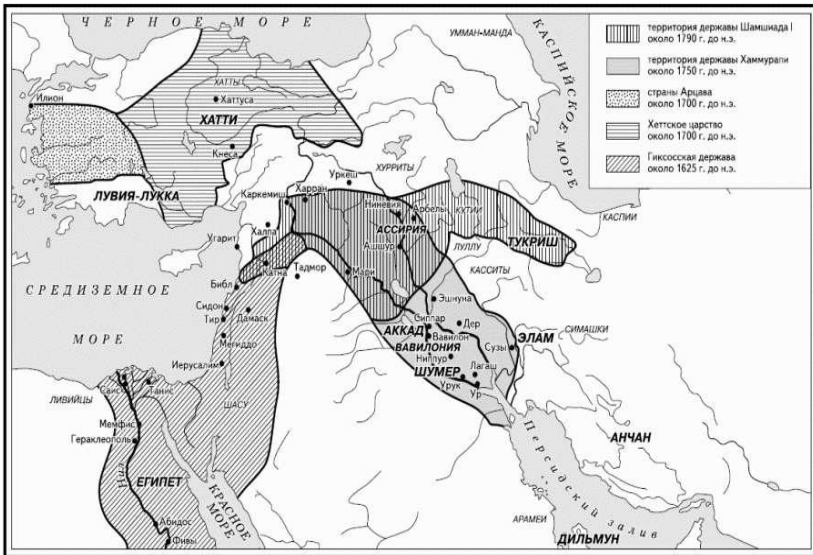 ЧЕРНОЕ МОРЕ
УММАН-МАНДА
КАСПИЙСКОЕ МОРЕ
территория державы Шамшиада I
около 1790 г. до н.э.
территория державы Хаммурапи
около 1750 г. до н.э.
страны Арцава
около 1700 г. до н.э.
Хеттское царство
около 1700 г. до н.э.
Гиксосская держава
около 1625 г. до н.э.
ХАТТЫ
Илион
Хаттуса
ХАТТИ
Кнеса
ХУРРИТЫ
Уркеш
ЛУВИЯ-ЛУККА
Каркемиш
Харран
Ниневия
Арбелы
КУТИИ
КАСПИИ
АССИРИЯ
Угарит
Халпа
Ашшур
ЛУЛЛУ
ТУКРИШ
Катна
Тадмор
Мари
КАССИТЫ
СРЕДИЗЕМНОЕ
МОРЕ
Библ
Эшнуна
Сидон
Тир
Дамаск
Сиппар
Дер
АККАД
Вавилон
ЭЛАМ
СИМАШКИ
Мегиддо
ВАВИЛОНИЯ
Сузы
Ниппур
Иерусалим
ШУМЕР
Лагаш
Урук
Ур
ЛИВИЙЦЫ
Саис
Танис
ШАСУ
Мемфис
Гераклеополь
АНЧАН
Персидский залив
Нил
ЕГИПЕТ
КРАСНОЕ
МОРЕ
Абидос
Фивы
АРАМЕИ
ДИЛЬМУН